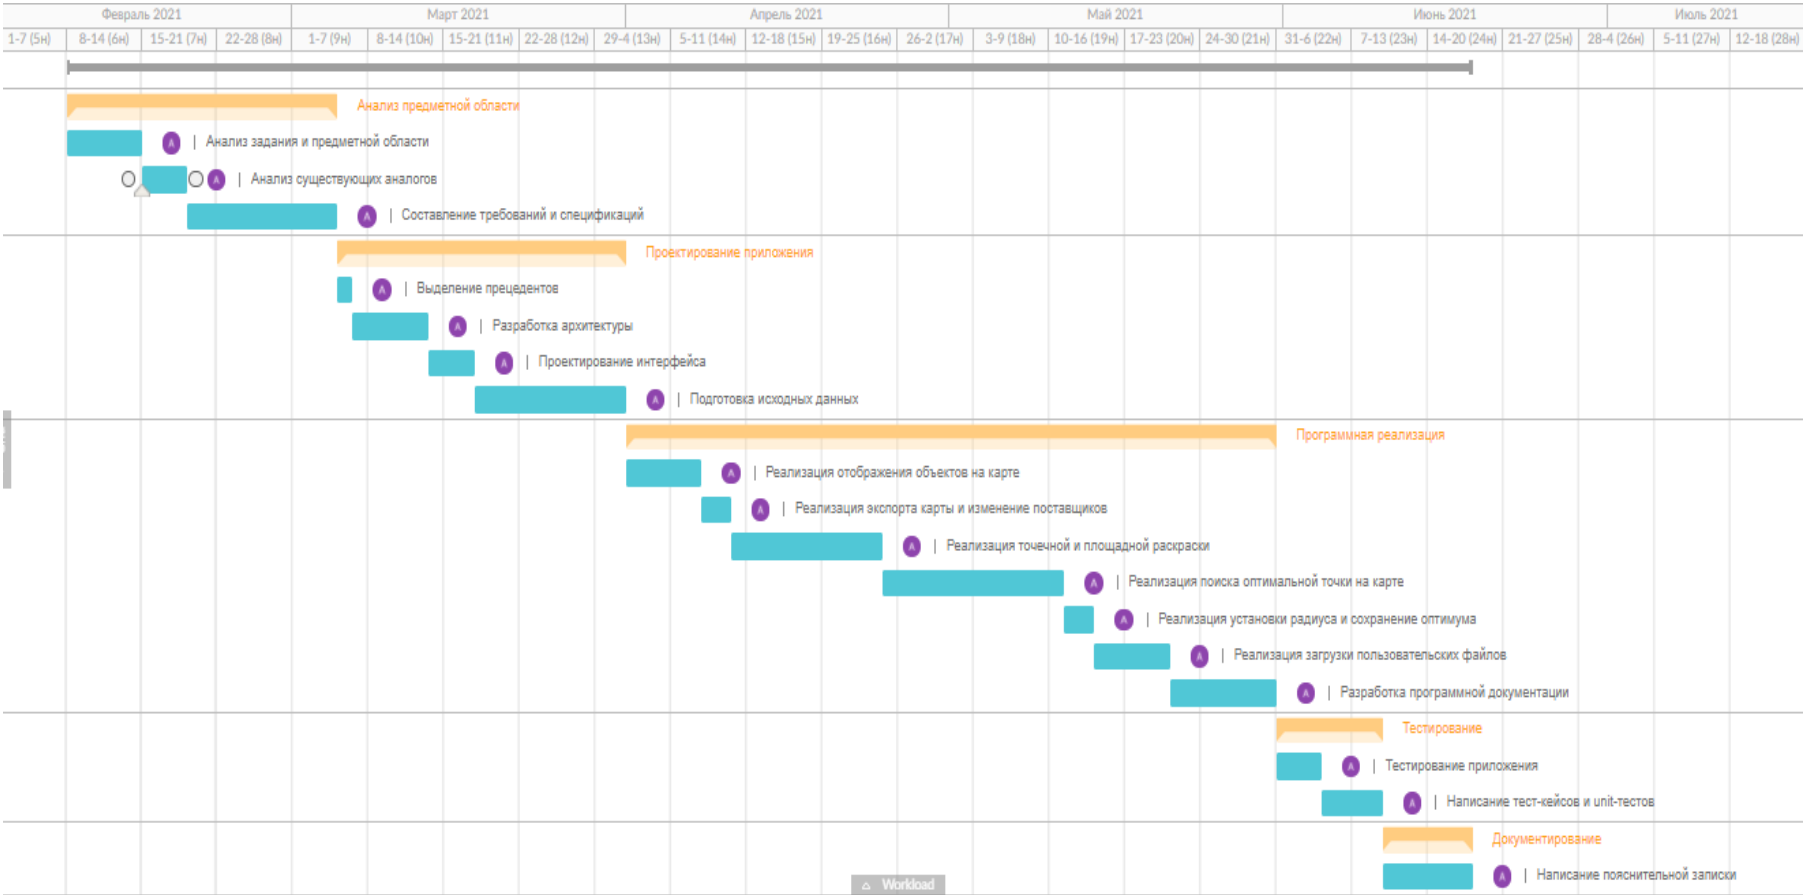 Февраль 2021 Март 2021 Апрель 2021 Май 2021 Июнь 2021 Июль 2021
1-7 (5н) 8-14 (6н) 15-21 (7н) 22-28 (8н) 1-7 (9н) 8-14 (10н) 15-21 (11н) 22-28 (12н) 29-4 (13н) 5-11 (14н) 12-18 (15н) 19-25 (16н) 26-2 (17н) 3-9 (18н) 10-16 (19н) 17-23 (20н) 24-30 (21н) 31-6 (22н) 7-13 (23н) 14-20 (24н) 21-27 (25н) 28-4 (26н) 5-11 (27н) 12-18 (28н)
Анализ предметной области
A | Анализ задания и предметной области
A | Анализ существующих аналогов
A | Составление требований и спецификаций
Проектирование приложения
A | Выделение прецедентов
A | Разработка архитектуры
A | Проектирование интерфейса
A | Подготовка исходных данных
Программная реализация
A | Реализация отображения объектов на карте
A | Реализация экспорта карты и изменение поставщиков
A | Реализация точечной и площадной раскраски
A | Реализация поиска оптимальной точки на карте
A | Реализация установки радиуса и сохранение оптимума
A | Реализация загрузки пользовательских файлов
A | Разработка программной документации
Тестирование
A | Тестирование приложения
A | Написание тест-кейсов и unit-тестов
Документирование
A | Написание пояснительной записки
Workload